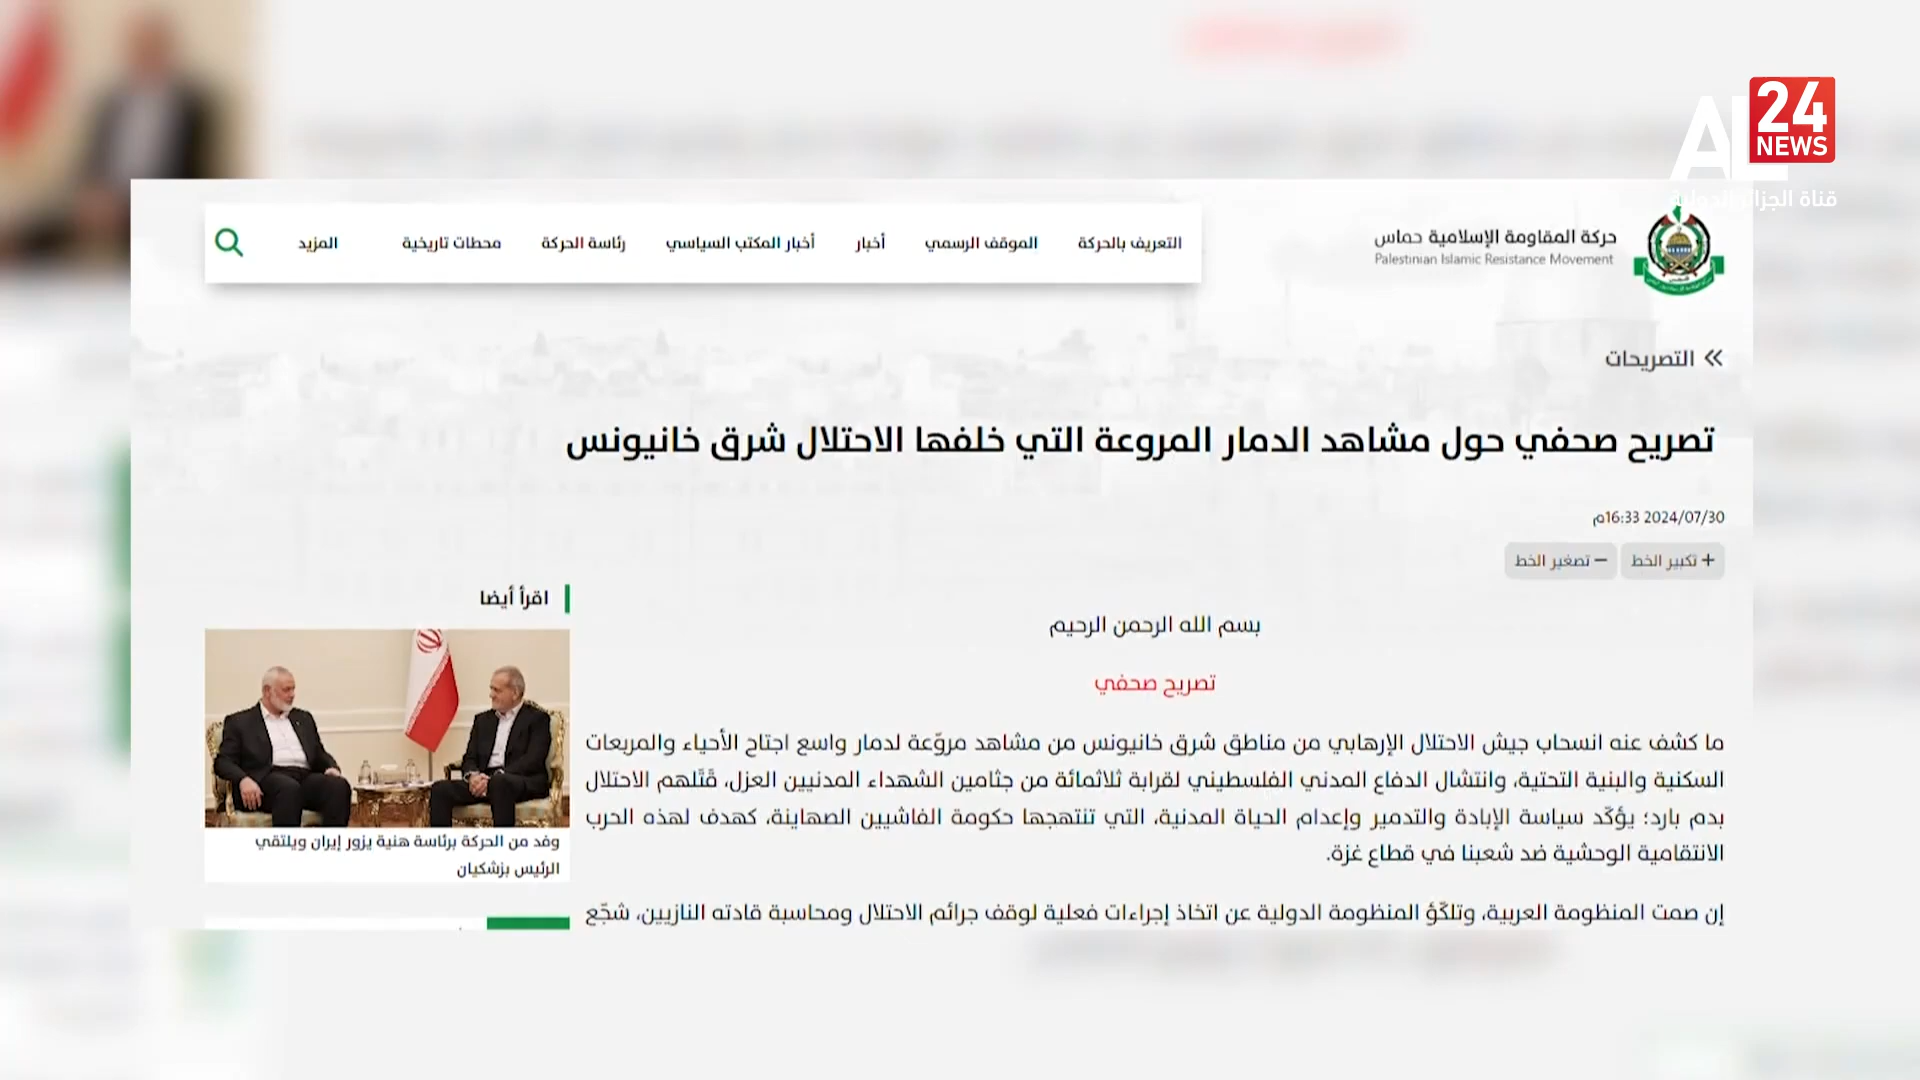 AL
24
NEWS
قناة الجزائر الدولية
حركة المقاومة الإسلامية حماس
Palestinian Islamic Resistance Movement
التعريف بالحركة
الموقف الرسمي
أخبار
أخبار المكتب السياسي
رئاسة الحركة
محطات تاريخية
المزيد
« التصريحات
تصريح صحفي حول مشاهد الدمار المروعة التي خلفها الاحتلال شرق خانيونس
2024/07/30 16:33م
+ تكبير الخط
− تصغير الخط
بسم الله الرحمن الرحيم
تصريح صحفي
ما كشف عنه انسحاب جيش الاحتلال الإرهابي من مناطق شرق خانيونس من مشاهد مروّعة لدمار واسع اجتاح الأحياء والمربعات
السكنية والبنية التحتية، وانتشال الدفاع المدني الفلسطيني لقرابة ثلاثمائة من جثامين الشهداء المدنيين العزل، قَتَلهم الاحتلال
بدم بارد؛ يؤكّد سياسة الإبادة والتدمير وإعدام الحياة المدنية، التي تنتهجها حكومة الفاشيين الصهاينة، كهدف لهذه الحرب
الانتقامية الوحشية ضد شعبنا في قطاع غزة.
إن صمت المنظومة العربية، وتلكّؤ المنظومة الدولية عن اتخاذ إجراءات فعلية لوقف جرائم الاحتلال ومحاسبة قادته النازيين، شجّع
اقرأ أيضا
وفد من الحركة برئاسة هنية يزور إيران ويلتقي
الرئيس بزشكيان